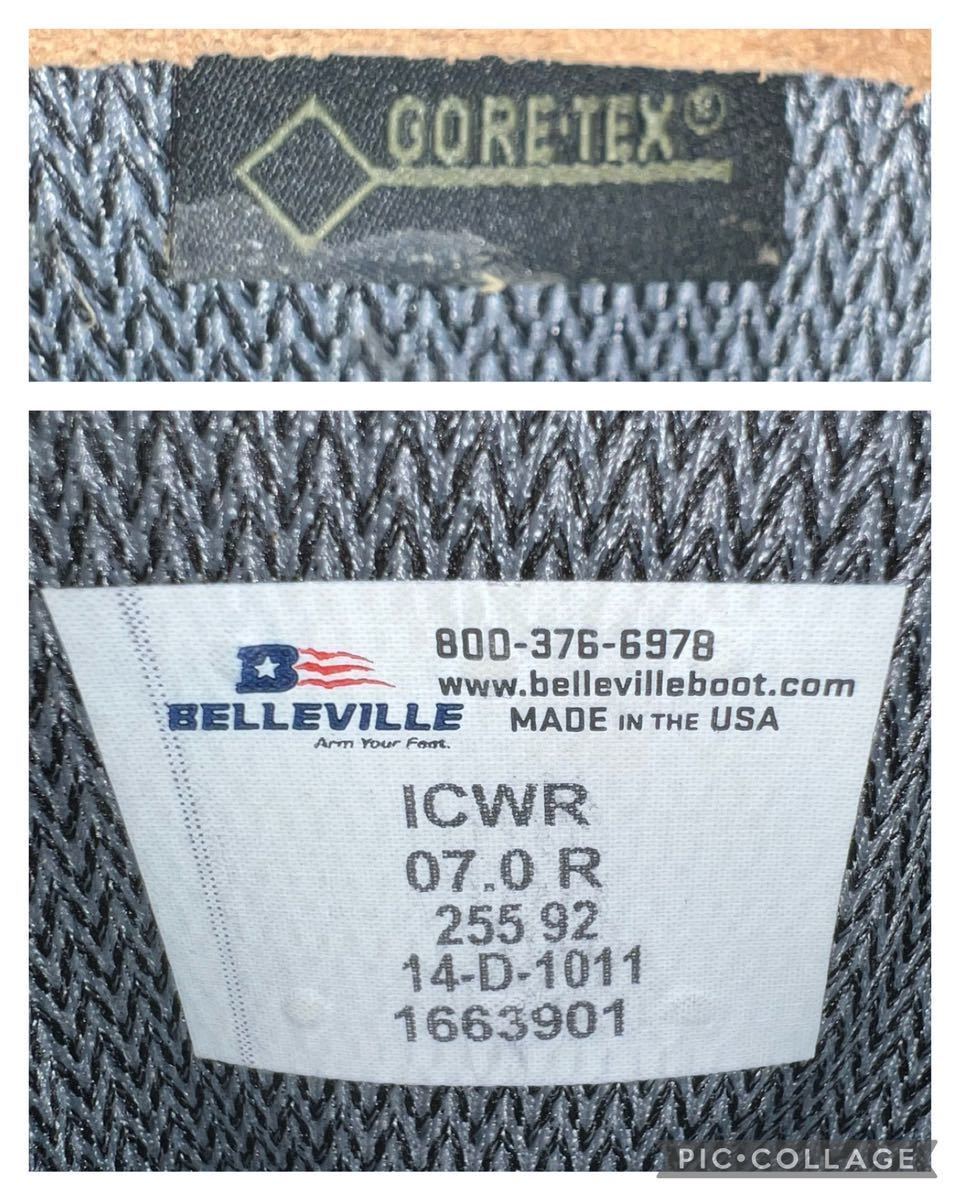 GORE-TEX®
800-376-6978
www.bellevilleboot.com
BELLEVILLE
MADE IN THE USA
Arm Your Feet.
ICWR
07.0 R
255 92
14-D-1011
1663901
PIC•COLLAGE